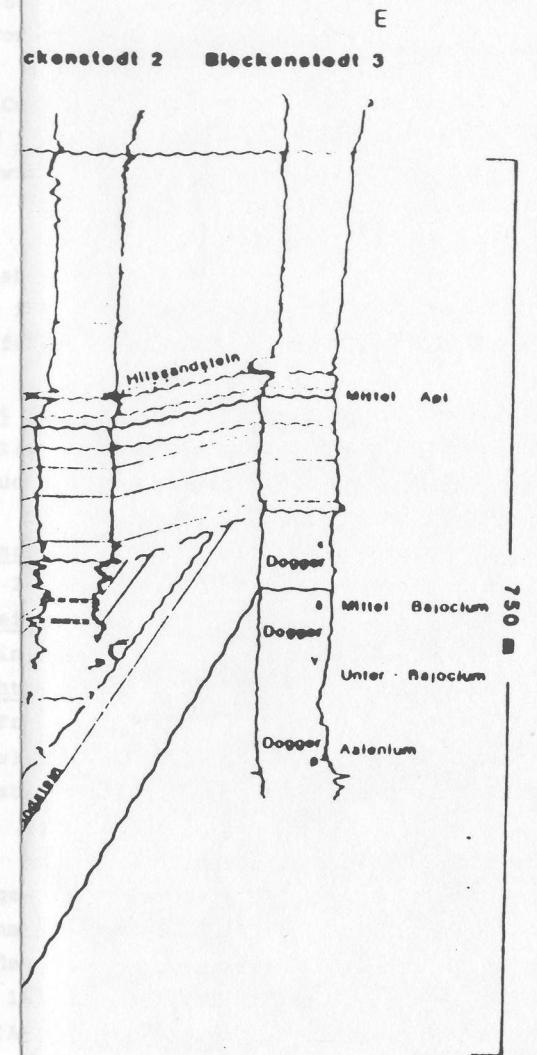 E
ckenstedt 2 Bleckenstedt 3
Hilssandstein
Mittel Apt
Dogger ε
Dogger δ
Mittel Bajocium
γ
Unter - Bajocium
Dogger β
Aalenium
750 m